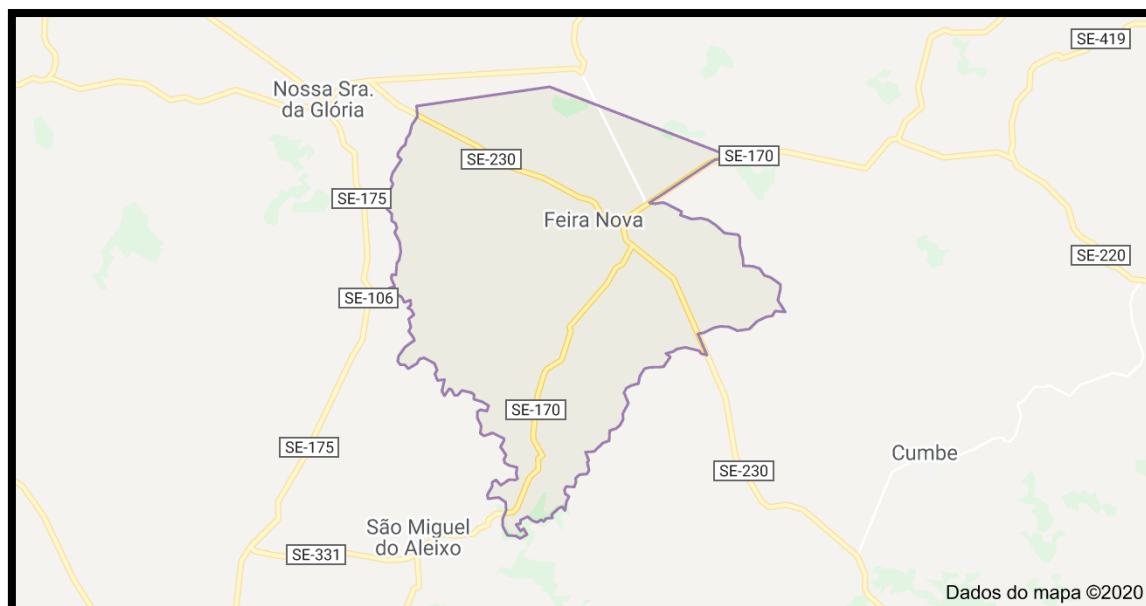 SE-419
Nossa Sra.
da Glória
SE-230
SE-170
SE-175
Feira Nova
SE-220
SE-106
SE-170
SE-175
Cumbe
SE-230
São Miguel
do Aleixo
SE-331
Dados do mapa ©2020